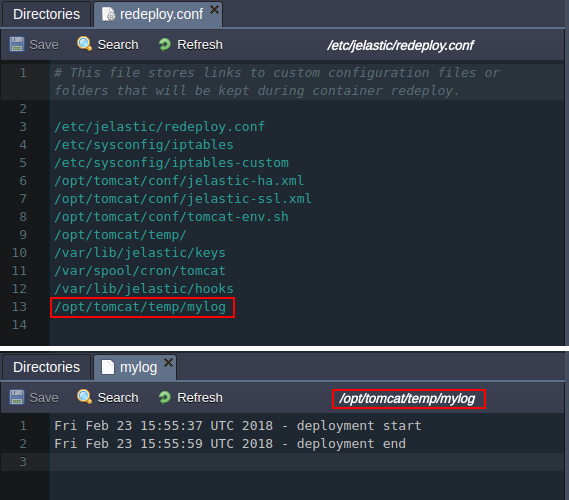 Directories redeploy.conf
Save Search Refresh /etc/jelastic/redeploy.conf
1 # This file stores links to custom configuration files or
folders that will be kept during container redeploy.
2
3 /etc/jelastic/redeploy.conf
4 /etc/sysconfig/iptables
5 /etc/sysconfig/iptables-custom
6 /opt/tomcat/conf/jelastic-ha.xml
7 /opt/tomcat/conf/jelastic-ssl.xml
8 /opt/tomcat/conf/tomcat-env.sh
9 /opt/tomcat/temp/
10 /var/lib/jelastic/keys
11 /var/spool/cron/tomcat
12 /var/lib/jelastic/hooks
13 /opt/tomcat/temp/mylog
14
Directories mylog
Save Search Refresh /opt/tomcat/temp/mylog
1 Fri Feb 23 15:55:37 UTC 2018 - deployment start
2 Fri Feb 23 15:55:59 UTC 2018 - deployment end
3